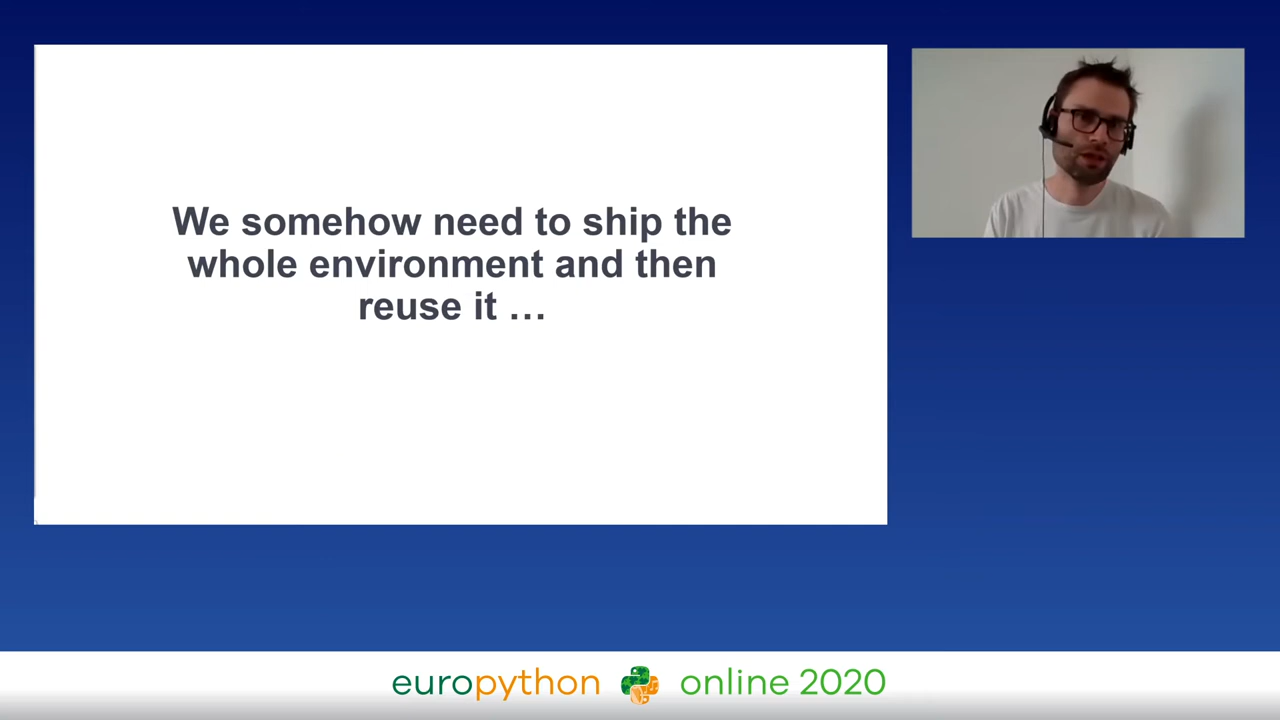 We somehow need to ship the
whole environment and then
reuse it …
europython online 2020